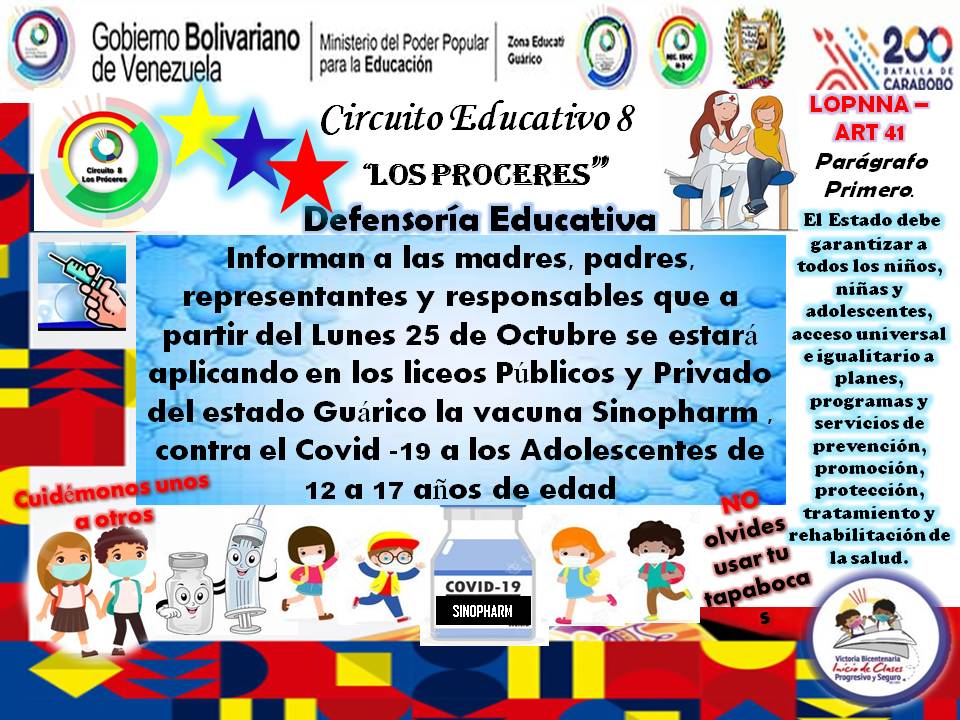 Gobierno Bolivariano
de Venezuela
Ministerio del Poder Popular
para la Educación
Zona Educati
Guárico
200
BATALLA DE
CARABOBO
Circuito 8
Los Próceres
Circuito Educativo 8
“LOS PROCERES”’
Defensoría Educativa
Informan a las madres, padres,
representantes y responsables que a
partir del Lunes 25 de Octubre se estará
aplicando en los liceos Públicos y Privado
del estado Guárico la vacuna Sinopharm ,
contra el Covid -19 a los Adolescentes de
12 a 17 años de edad
LOPNNA –
ART 41
Parágrafo
Primero.
El Estado debe
garantizar a
todos los niños,
niñas y
adolescentes,
acceso universal
e igualitario a
planes,
programas y
servicios de
prevención,
promoción,
protección,
tratamiento y
rehabilitación de
la salud.
Cuidémonos unos
a otros
COVID-19
SINOPHARM
NO
olvides
usar tu
tapaboca
s
Victoria Bicentenaria
Inicio de Clases
Progresivo y Seguro